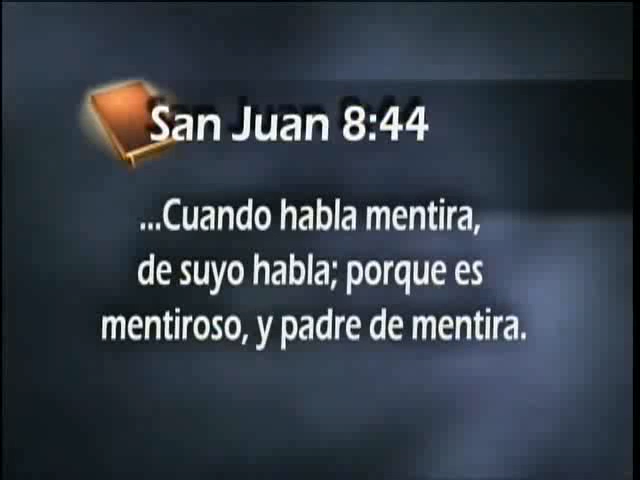 San Juan 8:44
...Cuando habla mentira,
de suyo habla; porque es
mentiroso, y padre de mentira.